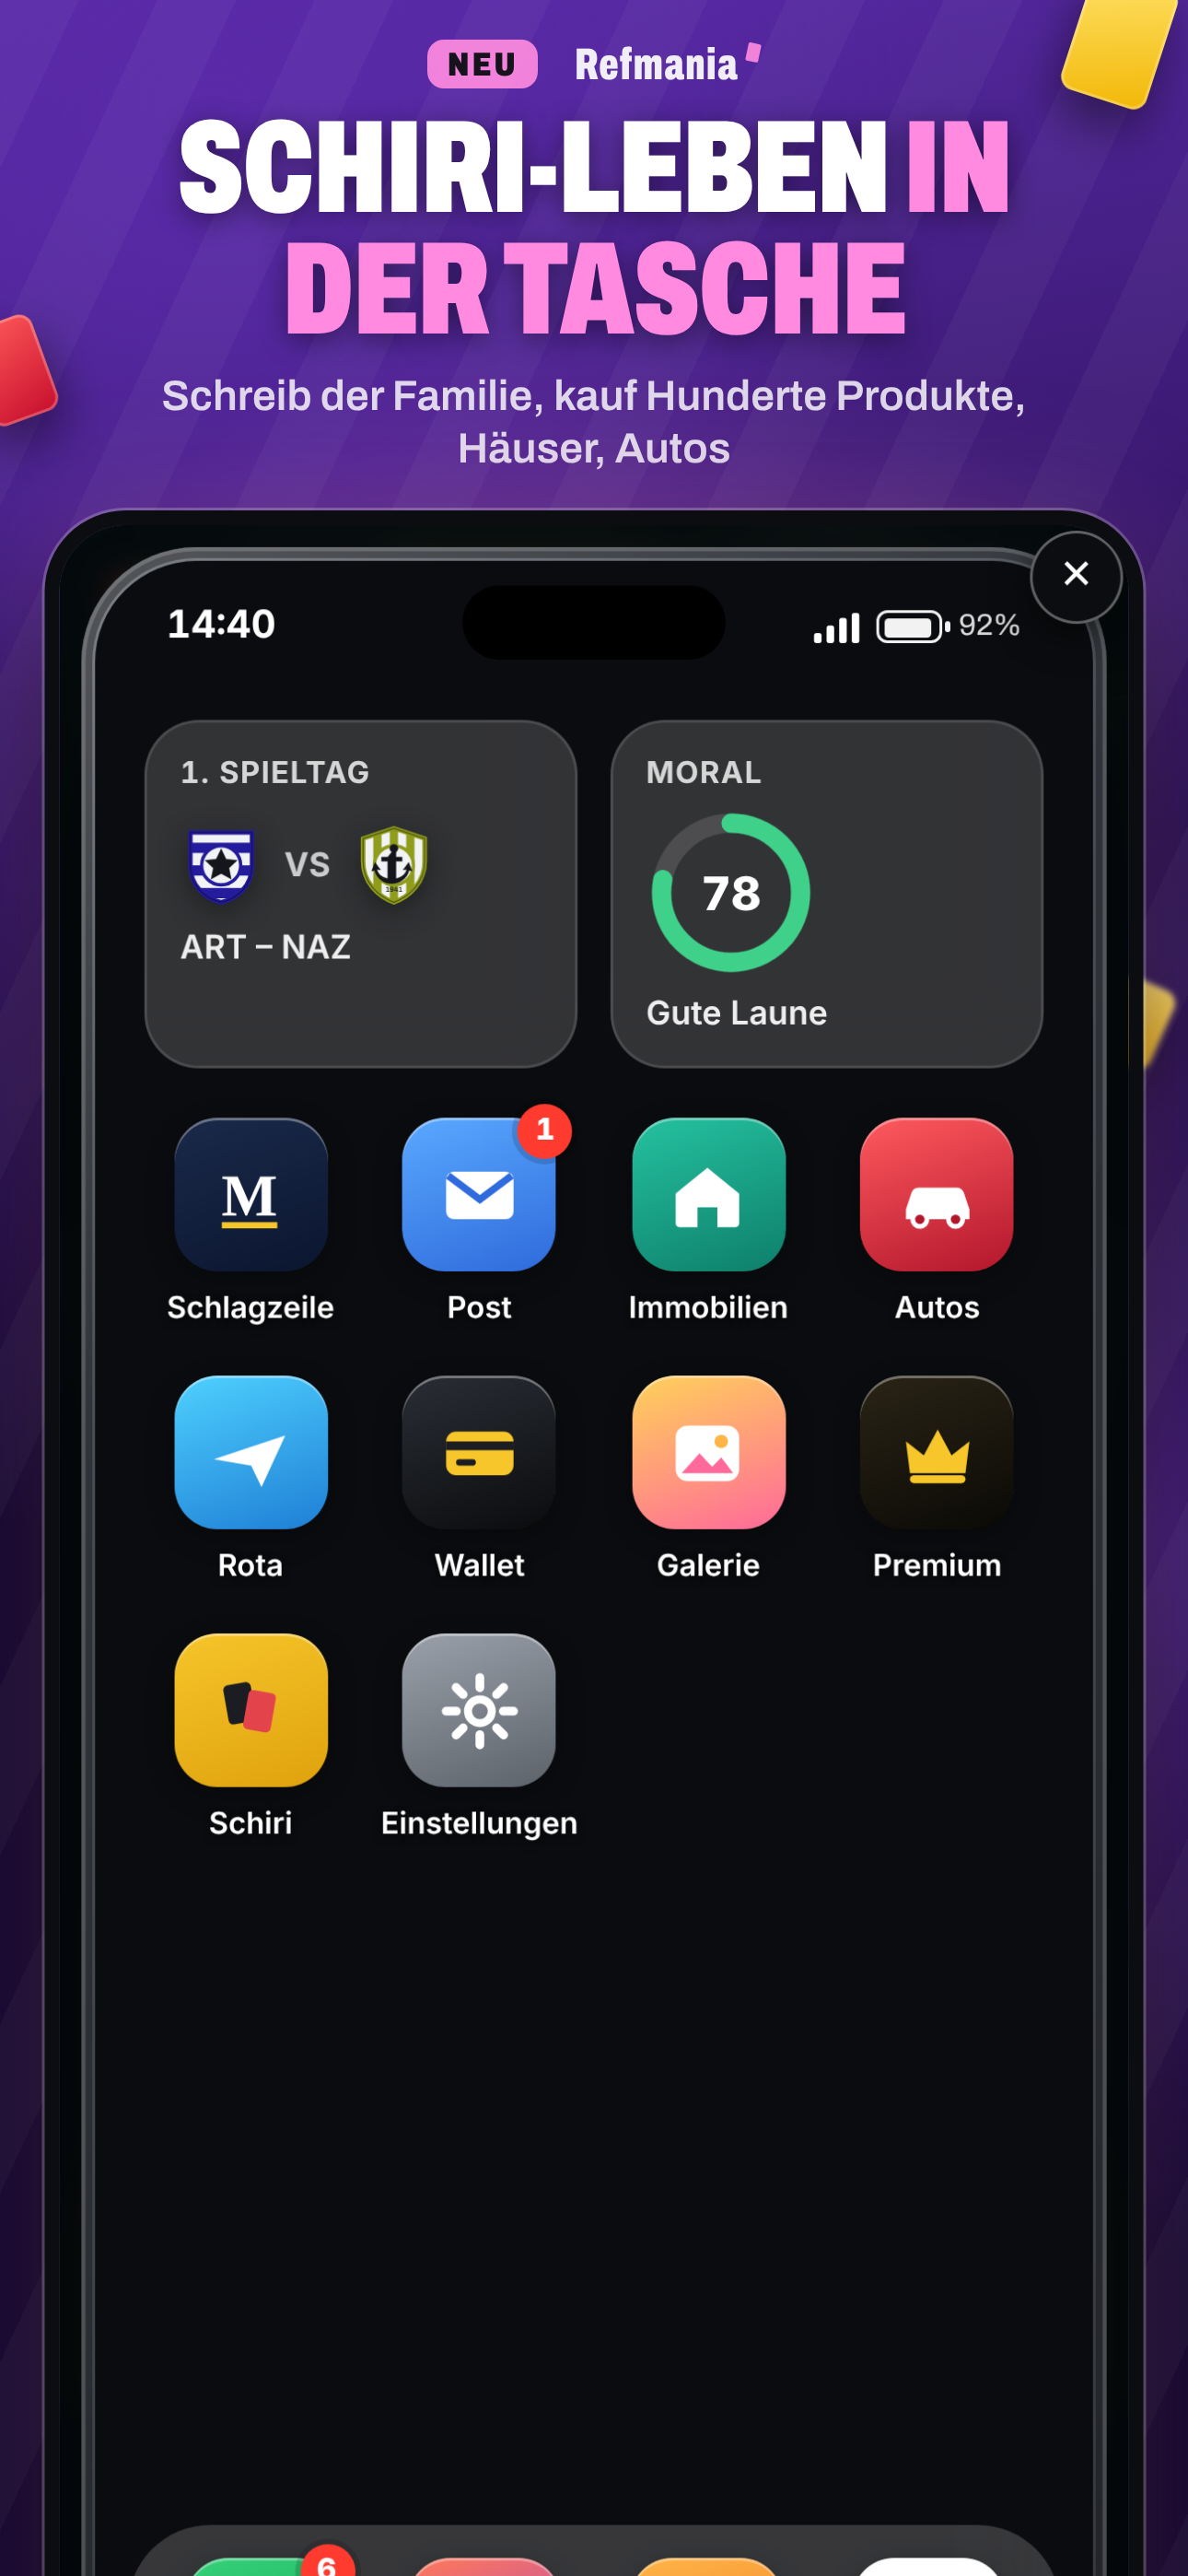 NEU Refmania
SCHIRI-LEBEN IN
DER TASCHE
Schreib der Familie, kauf Hunderte Produkte,
Häuser, Autos
14:40 92%
1. SPIELTAG
VS
1941
ART – NAZ
MORAL
78
Gute Laune
M
1
Schlagzeile Post Immobilien Autos
Rota Wallet Galerie Premium
Schiri Einstellungen
6